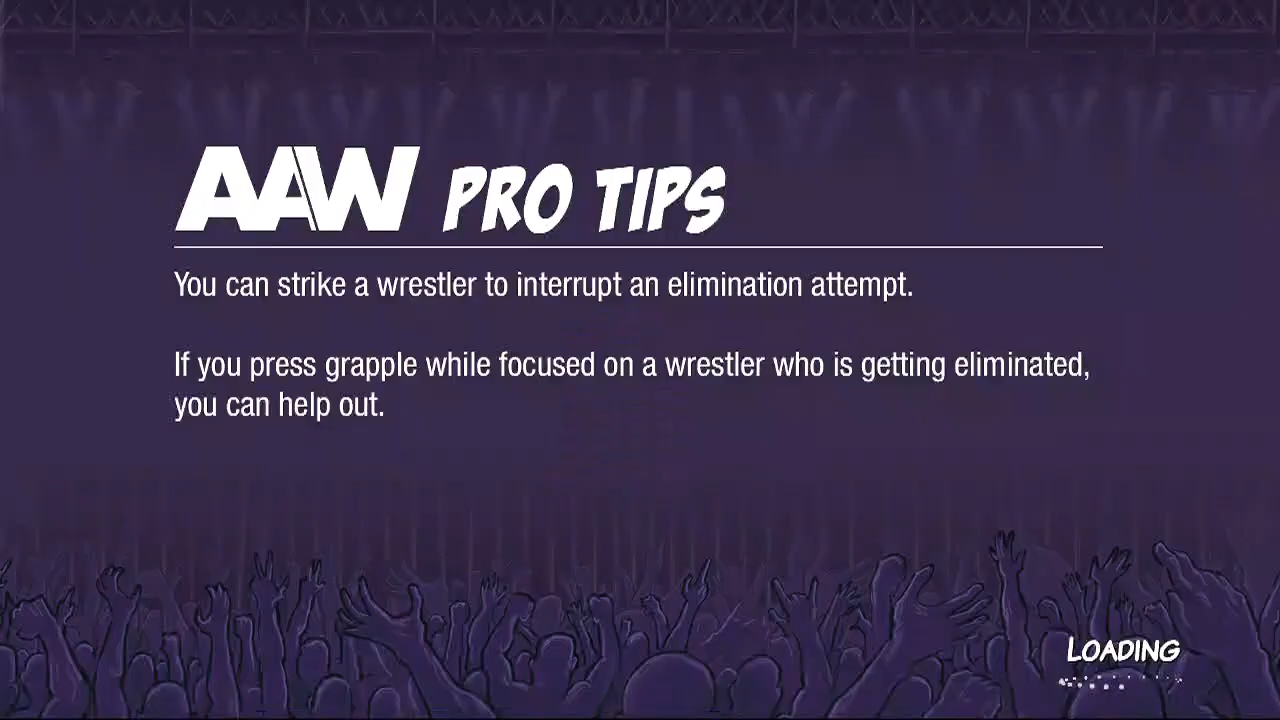 AAW PRO TIPS
You can strike a wrestler to interrupt an elimination attempt.
If you press grapple while focused on a wrestler who is getting eliminated,
you can help out.
LOADING